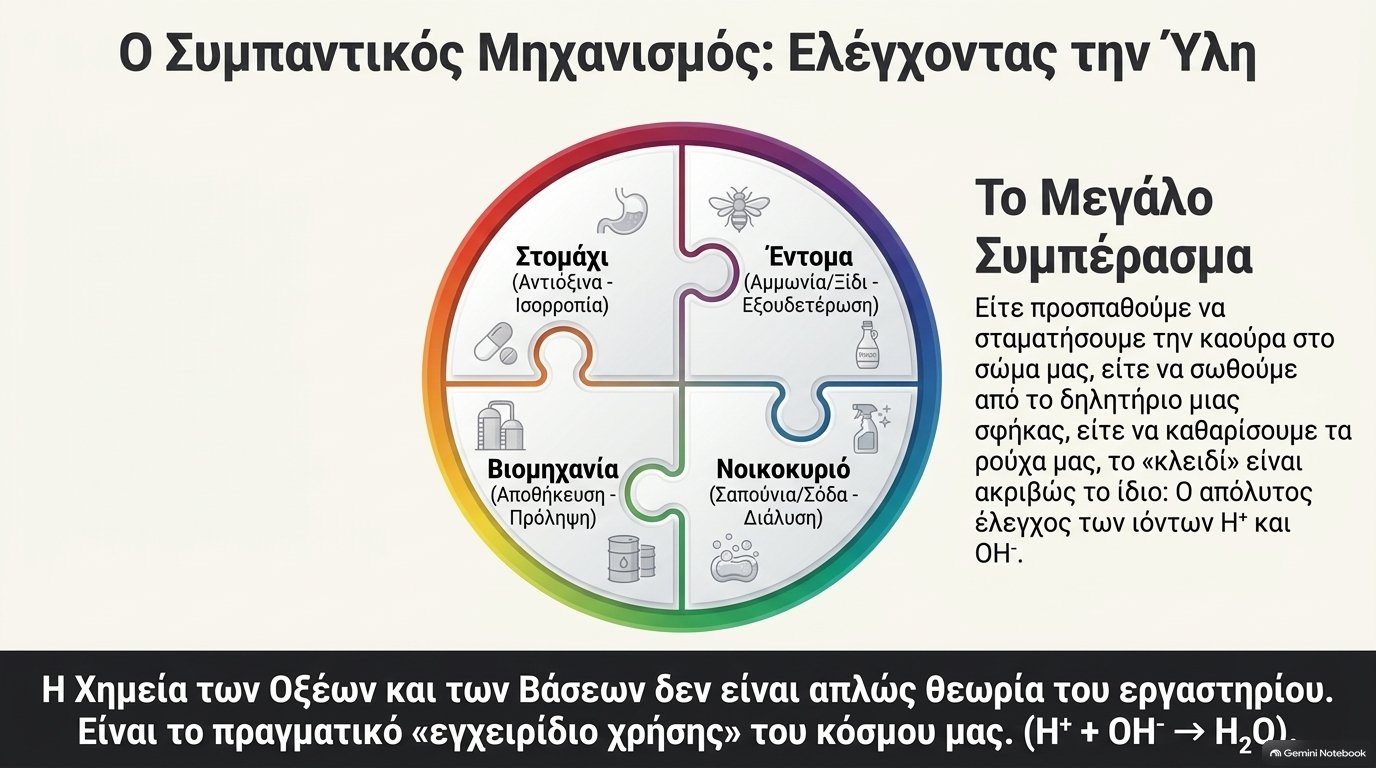 Ο Συμπαντικός Μηχανισμός: Ελέγχοντας την Ύλη
Στομάχι
(Αντιόξινα -
Ισορροπία)
Έντομα
(Αμμωνία/Ξίδι -
Εξουδετέρωση)
Βιομηχανία
(Αποθήκευση -
Πρόληψη)
Νοικοκυριό
(Σαπούνια/Σόδα -
Διάλυση)
Το Μεγάλο
Συμπέρασμα
Είτε προσπαθούμε να
σταματήσουμε την καούρα στο
σώμα μας, είτε να σωθούμε
από το δηλητήριο μιας
σφήκας, είτε να καθαρίσουμε τα
ρούχα μας, το «κλειδί» είναι
ακριβώς το ίδιο: Ο απόλυτος
έλεγχος των ιόντων H⁺ και
OH⁻.
Η Χημεία των Οξέων και των Βάσεων δεν είναι απλώς θεωρία του εργαστηρίου.
Είναι το πραγματικό «εγχειρίδιο χρήσης» του κόσμου μας. (H⁺ + OH⁻ → H₂O).
Gemini Notebook